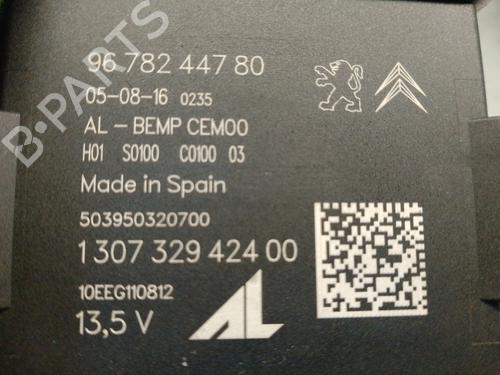 96 782 447 80
05-08-16 0235
AL - BEMP CEM00
H01 S0100 C0100 03
Made in Spain
503950320700
1 307 329 424 00
10EEG110812
13,5 V
AL
B-PARTS